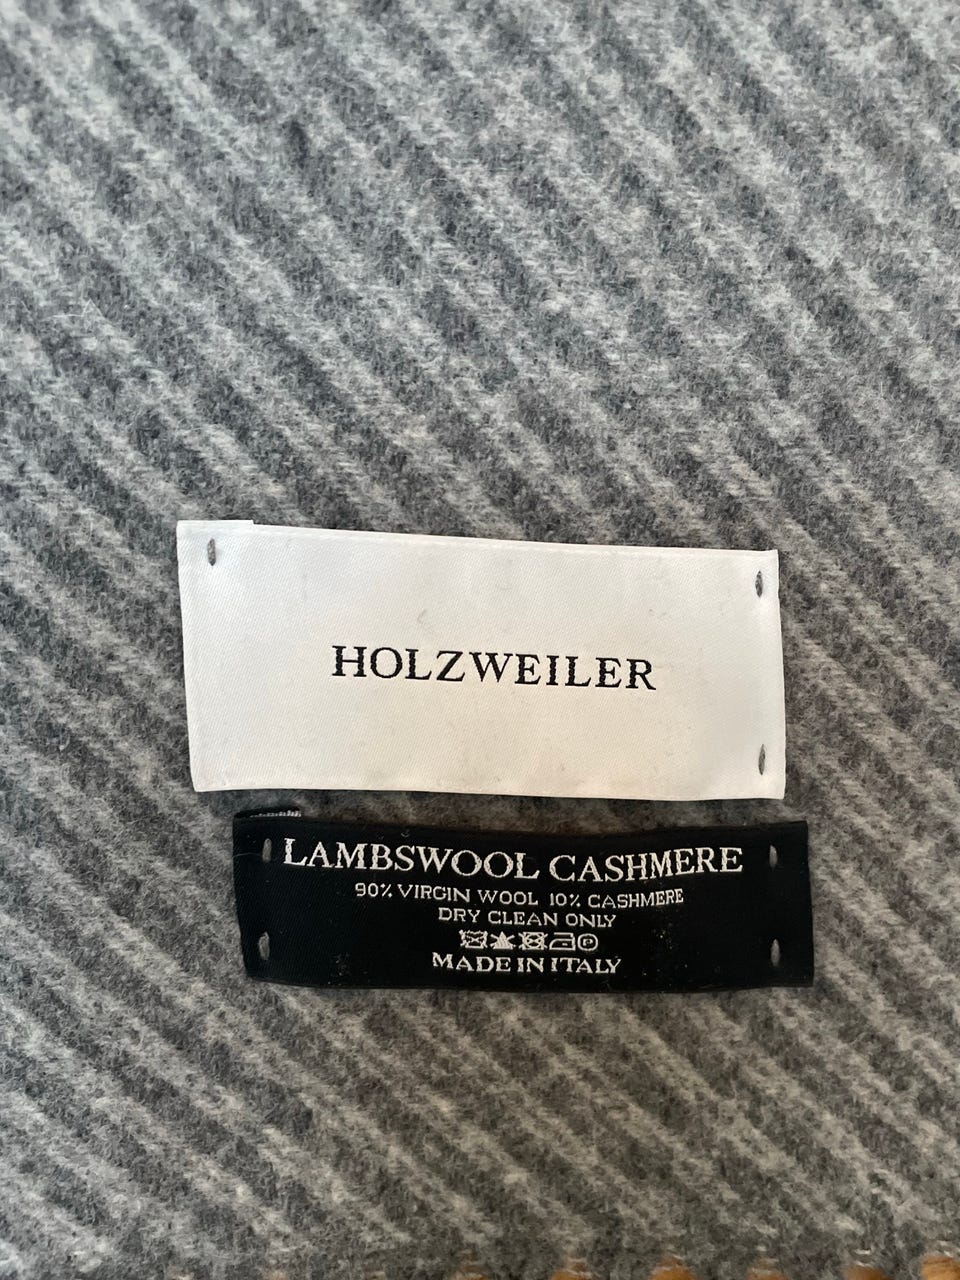 HOLZWEILER
LAMBSWOOL CASHMERE
90% VIRGIN WOOL 10% CASHMERE
DRY CLEAN ONLY
MADE IN ITALY